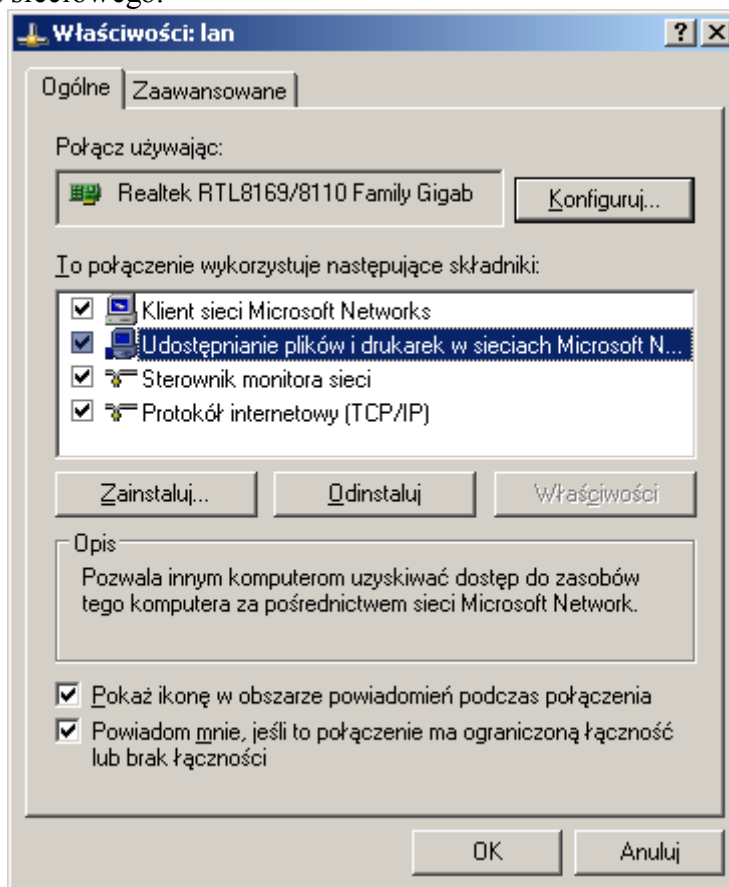 sieciowego.
Właściwości: lan
Ogólne
Zaawansowane
Połącz używając:
Realtek RTL8169/8110 Family Gigab
Konfiguruj...
To połączenie wykorzystuje następujące składniki:
Klient sieci Microsoft Networks
Udostępnianie plików i drukarek w sieciach Microsoft N...
Sterownik monitora sieci
Protokół internetowy (TCP/IP)
Zainstaluj...
Odinstaluj
Właściwości
Opis
Pozwala innym komputerom uzyskiwać dostęp do zasobów
tego komputera za pośrednictwem sieci Microsoft Network.
Pokaż ikonę w obszarze powiadomień podczas połączenia
Powiadom mnie, jeśli to połączenie ma ograniczoną łączność
lub brak łączności
OK
Anuluj